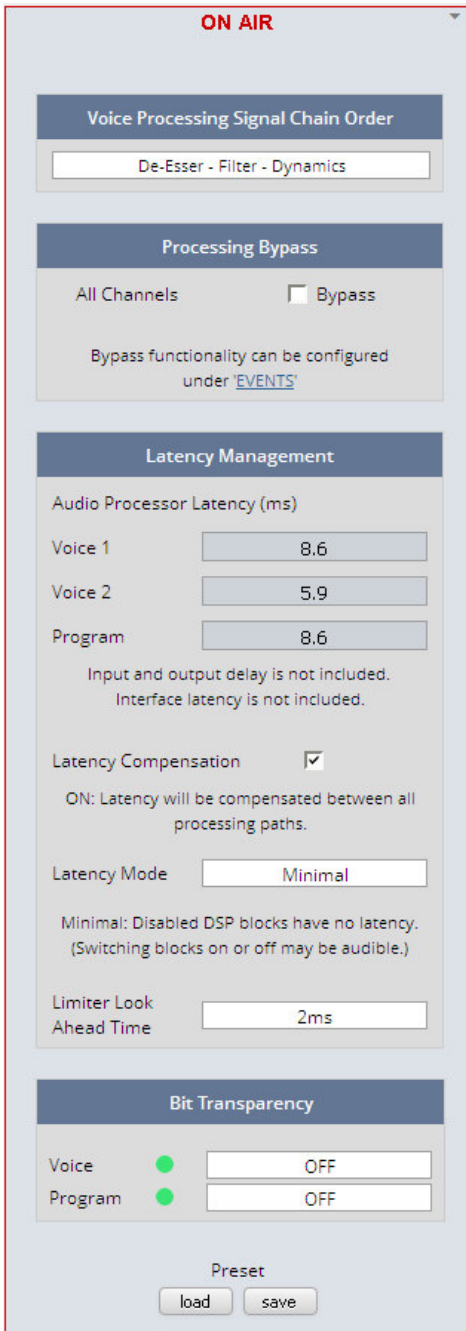 ON AIR
Voice Processing Signal Chain Order
De-Esser - Filter - Dynamics
Processing Bypass
All Channels Bypass
Bypass functionality can be configured
under 'EVENTS'
Latency Management
Audio Processor Latency (ms)
Voice 1 8.6
Voice 2 5.9
Program 8.6
Input and output delay is not included.
Interface latency is not included.
Latency Compensation
ON: Latency will be compensated between all
processing paths.
Latency Mode Minimal
Minimal: Disabled DSP blocks have no latency.
(Switching blocks on or off may be audible.)
Limiter Look
Ahead Time 2ms
Bit Transparency
Voice OFF
Program OFF
Preset
load save